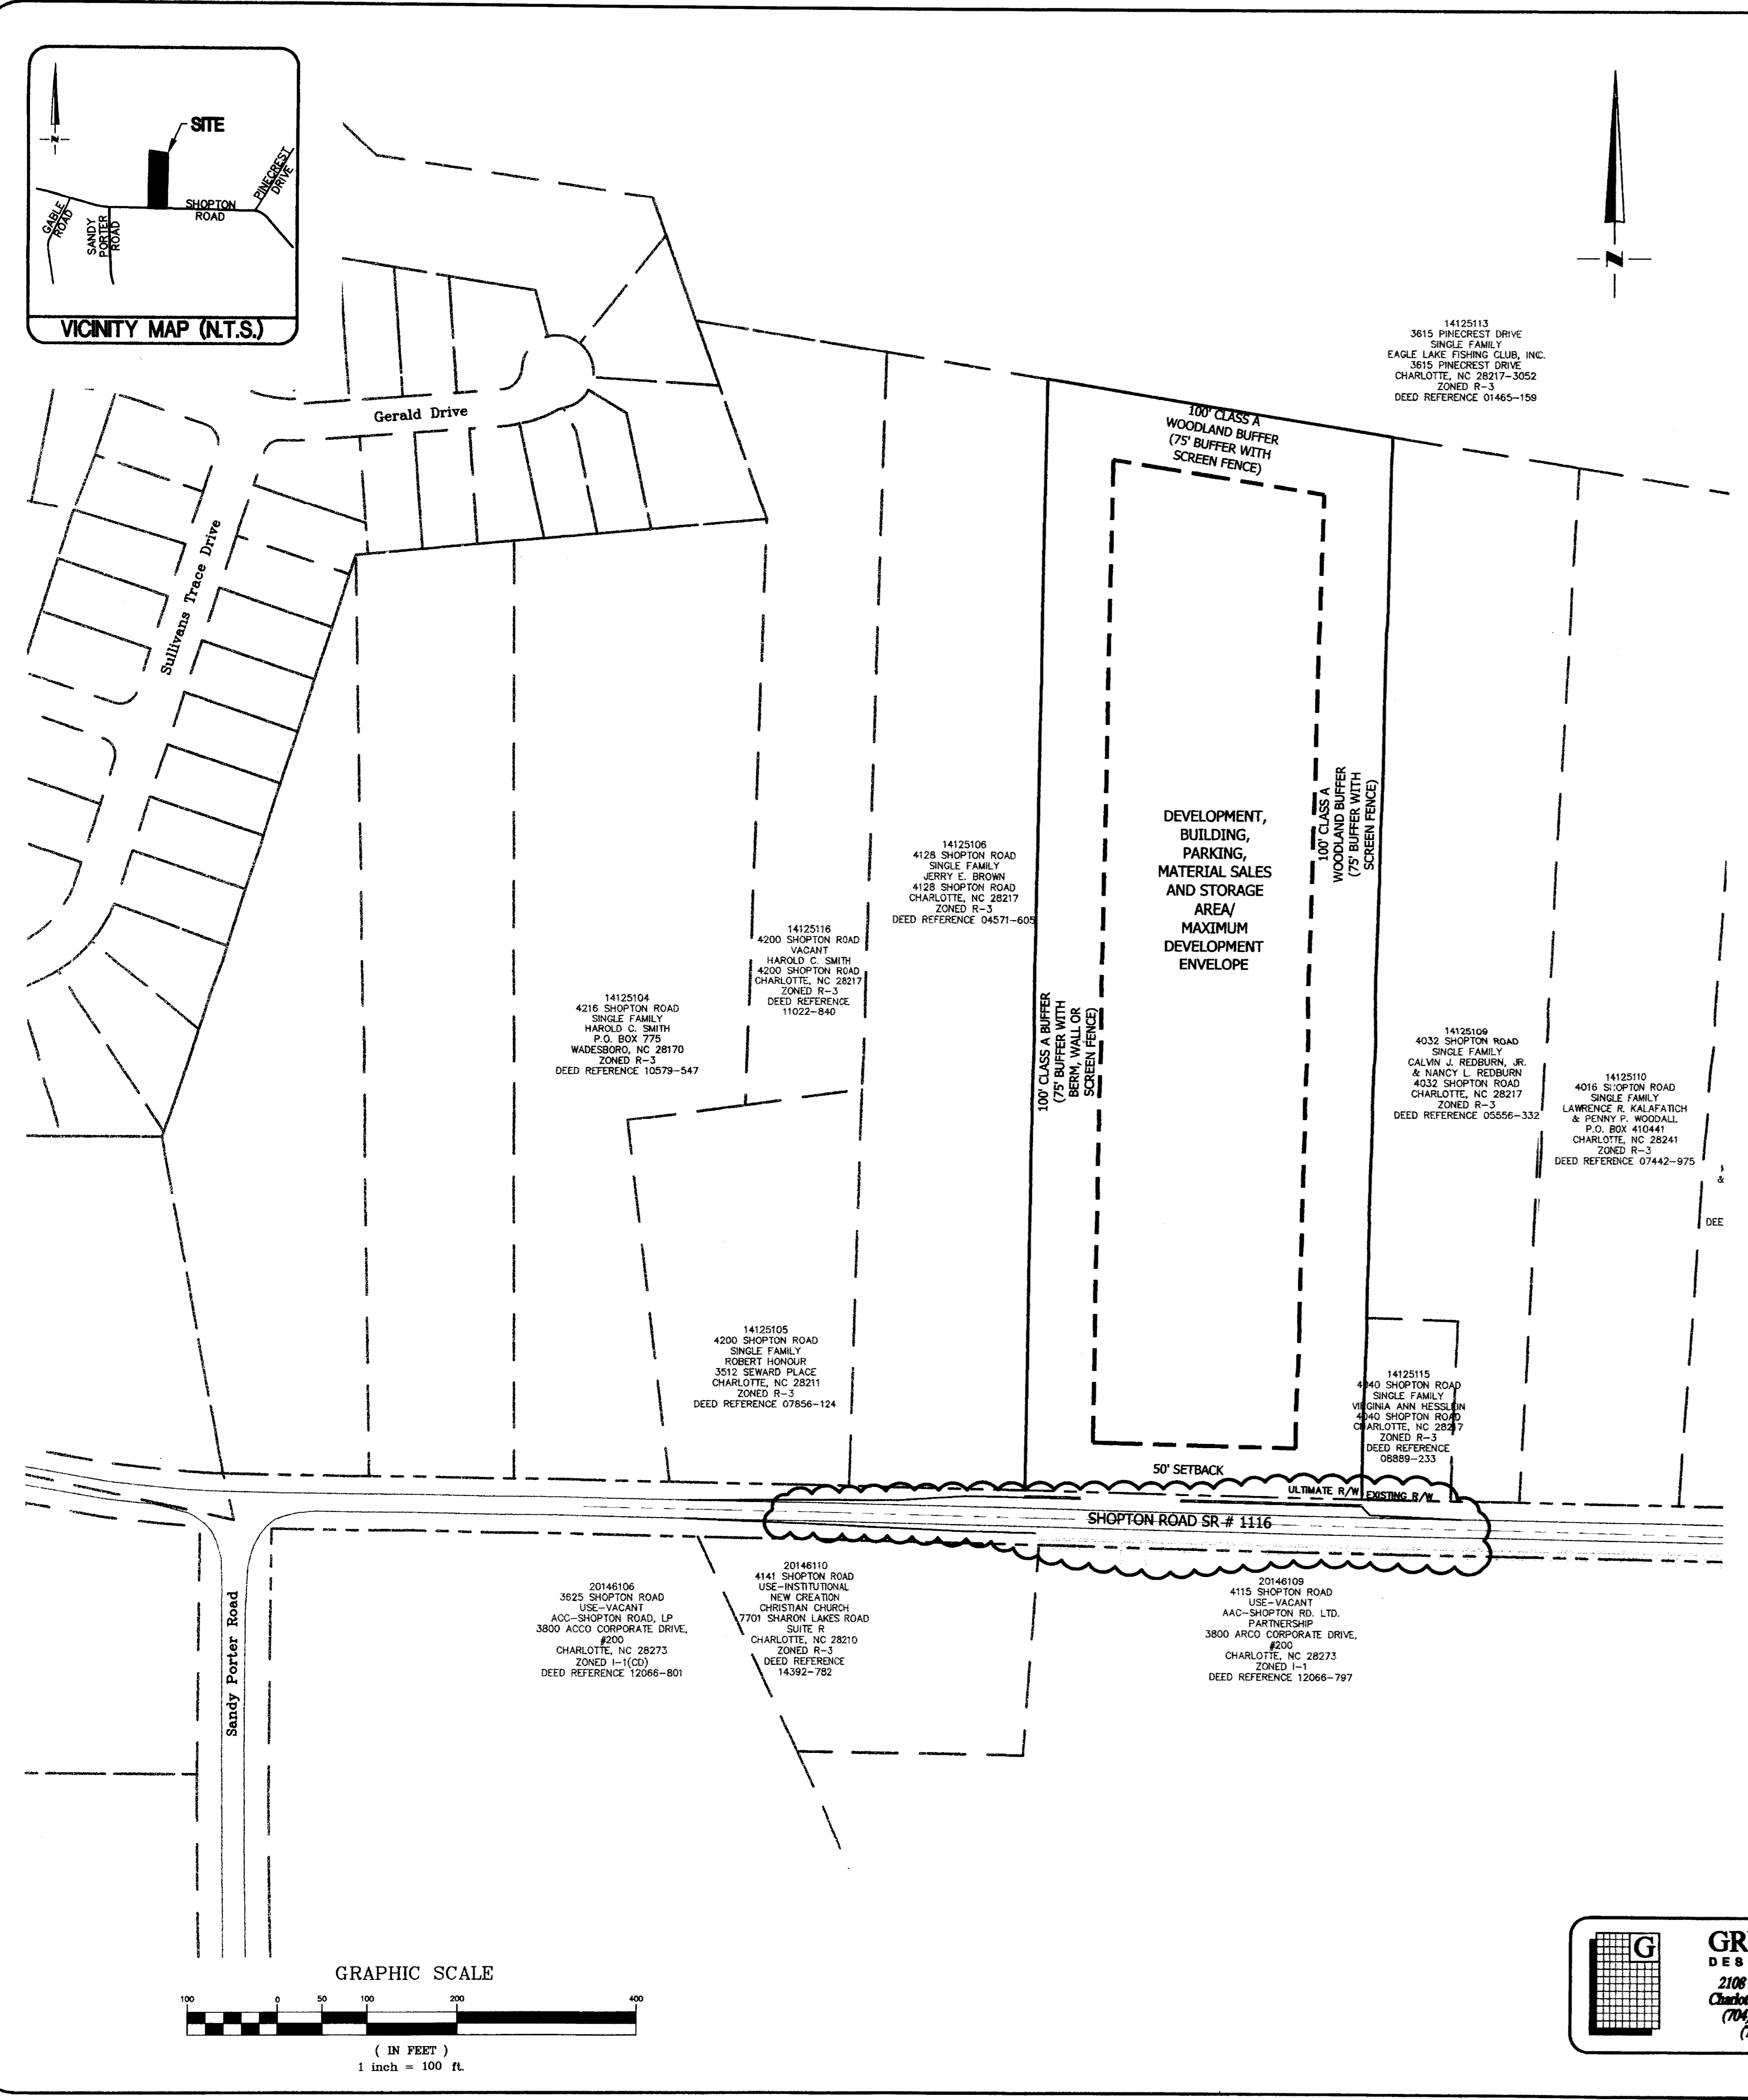 SITE
N
PINECREST
DRIVE
SHOPTON
ROAD
GABLE
ROAD
SANDY
PORTER
ROAD
VICINITY MAP (N.T.S.)
N
14125113
3615 PINECREST DRIVE
SINGLE FAMILY
EAGLE LAKE FISHING CLUB, INC.
3615 PINECREST DRIVE
CHARLOTTE, NC 28217-3052
ZONED R-3
DEED REFERENCE 01465-159
Gerald Drive
100' CLASS A
WOODLAND BUFFER
(75' BUFFER WITH
SCREEN FENCE)
Sullivans Trace Drive
DEVELOPMENT,
BUILDING,
PARKING,
MATERIAL SALES
AND STORAGE
AREA/
MAXIMUM
DEVELOPMENT
ENVELOPE
100' CLASS A
WOODLAND BUFFER
(75' BUFFER WITH
SCREEN FENCE)
14125106
4128 SHOPTON ROAD
SINGLE FAMILY
JERRY E. BROWN
4128 SHOPTON ROAD
CHARLOTTE, NC 28217
ZONED R-3
DEED REFERENCE 04571-605
14125116
4200 SHOPTON ROAD
VACANT
HAROLD C. SMITH
4200 SHOPTON ROAD
CHARLOTTE, NC 28217
ZONED R-3
DEED REFERENCE
11022-840
14125104
4216 SHOPTON ROAD
SINGLE FAMILY
HAROLD C. SMITH
P.O. BOX 775
WADESBORO, NC 28170
ZONED R-3
DEED REFERENCE 10579-547
100' CLASS A BUFFER
(75' BUFFER WITH
BERM, WALL OR
SCREEN FENCE)
14125109
4032 SHOPTON ROAD
SINGLE FAMILY
CALVIN J. REDBURN, JR.
& NANCY L. REDBURN
4032 SHOPTON ROAD
CHARLOTTE, NC 28217
ZONED R-3
DEED REFERENCE 05556-332
14125110
4016 SHOPTON ROAD
SINGLE FAMILY
LAWRENCE R. KALAFATICH
& PENNY P. WOODALL
P.O. BOX 410441
CHARLOTTE, NC 28241
ZONED R-3
DEED REFERENCE 07442-975
&
DEE
14125105
4200 SHOPTON ROAD
SINGLE FAMILY
ROBERT HONOUR
3512 SEWARD PLACE
CHARLOTTE, NC 28211
ZONED R-3
DEED REFERENCE 07856-124
14125115
4040 SHOPTON ROAD
SINGLE FAMILY
VIRGINIA ANN HESSLEIN
4040 SHOPTON ROAD
CHARLOTTE, NC 28217
ZONED R-3
DEED REFERENCE
08889-233
50' SETBACK
ULTIMATE R/W
EXISTING R/W
SHOPTON ROAD SR # 1116
20146106
3625 SHOPTON ROAD
USE-VACANT
ACC-SHOPTON ROAD, LP
3800 ACCO CORPORATE DRIVE,
#200
CHARLOTTE, NC 28273
ZONED I-1(CD)
DEED REFERENCE 12066-801
20146110
4141 SHOPTON ROAD
USE-INSTITUTIONAL
NEW CREATION
CHRISTIAN CHURCH
7701 SHARON LAKES ROAD
SUITE R
CHARLOTTE, NC 28210
ZONED R-3
DEED REFERENCE
14392-782
20146109
4115 SHOPTON ROAD
USE-VACANT
AAC-SHOPTON RD. LTD.
PARTNERSHIP
3800 ARCO CORPORATE DRIVE,
#200
CHARLOTTE, NC 28273
ZONED I-1
DEED REFERENCE 12066-797
Sandy Porter Road
GRAPHIC SCALE
100 0 50 100 200 400
( IN FEET )
1 inch = 100 ft.
G
GR
DES
2108
Charlot
(704)